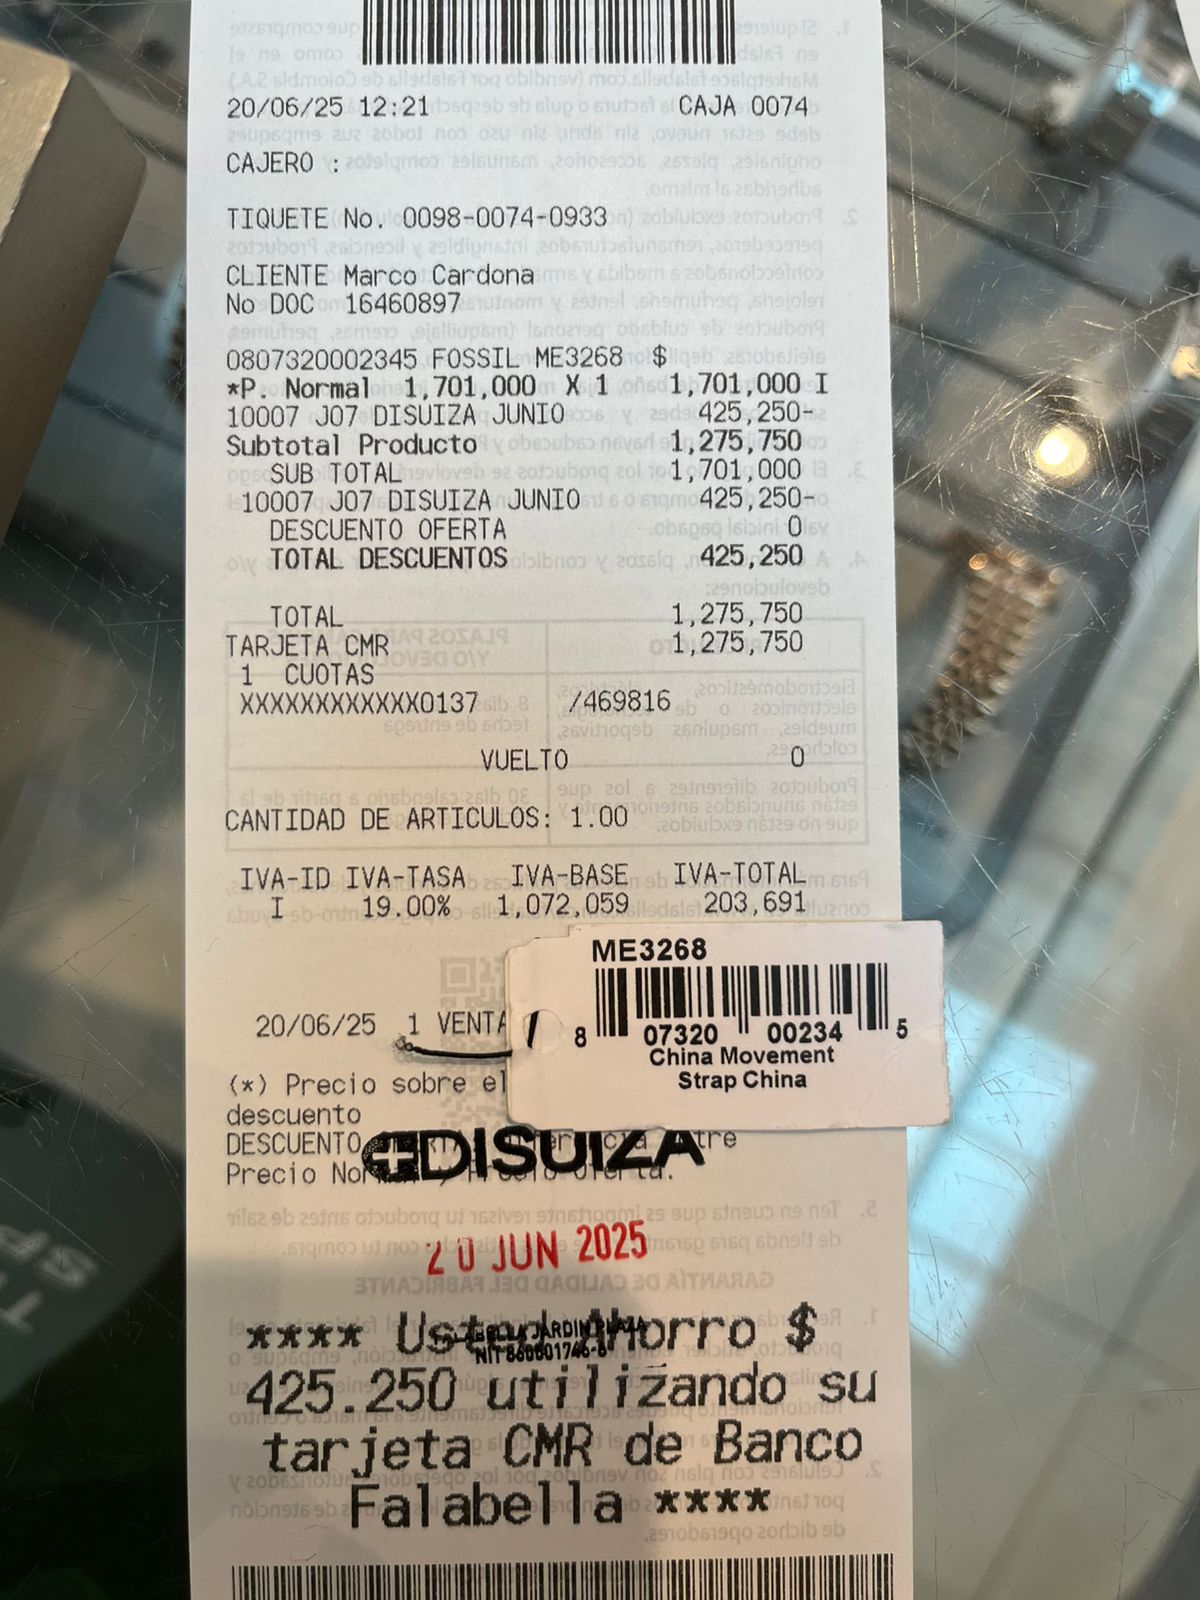 20/06/25 12:21 CAJA 0074
CAJERO :
TIQUETE No. 0098-0074-0933
CLIENTE Marco Cardona
No DOC 16460897
0807320002345 FOSSIL ME3268 $
*P. Normal 1,701,000 X 1 1,701,000 I
10007 J07 DISUIZA JUNIO 425,250-
Subtotal Producto 1,275,750
SUB TOTAL 1,701,000
10007 J07 DISUIZA JUNIO 425,250-
DESCUENTO OFERTA 0
TOTAL DESCUENTOS 425,250
TOTAL 1,275,750
TARJETA CMR 1,275,750
1 CUOTAS
XXXXXXXXXXXX0137 /469816
VUELTO 0
CANTIDAD DE ARTICULOS: 1.00
IVA-ID IVA-TASA IVA-BASE IVA-TOTAL
I 19.00% 1,072,059 203,691
ME3268
8 07320 00234 5
China Movement
Strap China
20/06/25 1 VENTA
(*) Precio sobre el
descuento
DESCUENTO
Precio
DISUIZA
20 JUN 2025
**** Usted Ahorro $
JARDIN PLAZA
NIT
425.250 utilizando su
tarjeta CMR de Banco
Falabella ****